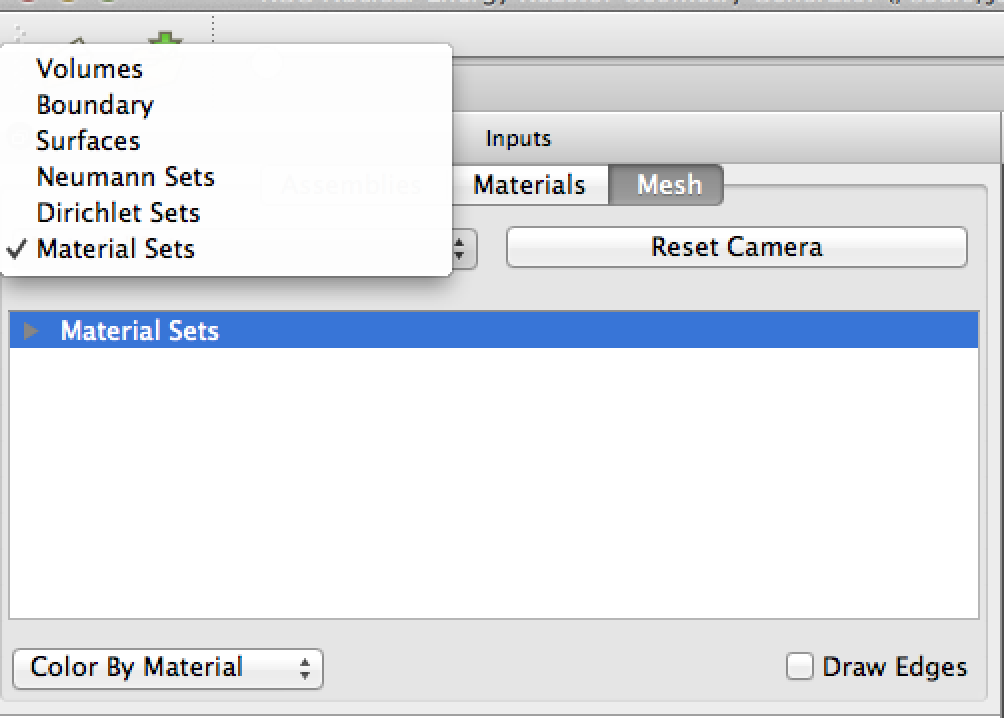 Volumes
Boundary
Surfaces
Neumann Sets
Dirichlet Sets
✓ Material Sets
Inputs
Assemblies Materials Mesh
Reset Camera
Material Sets
Color By Material
Draw Edges